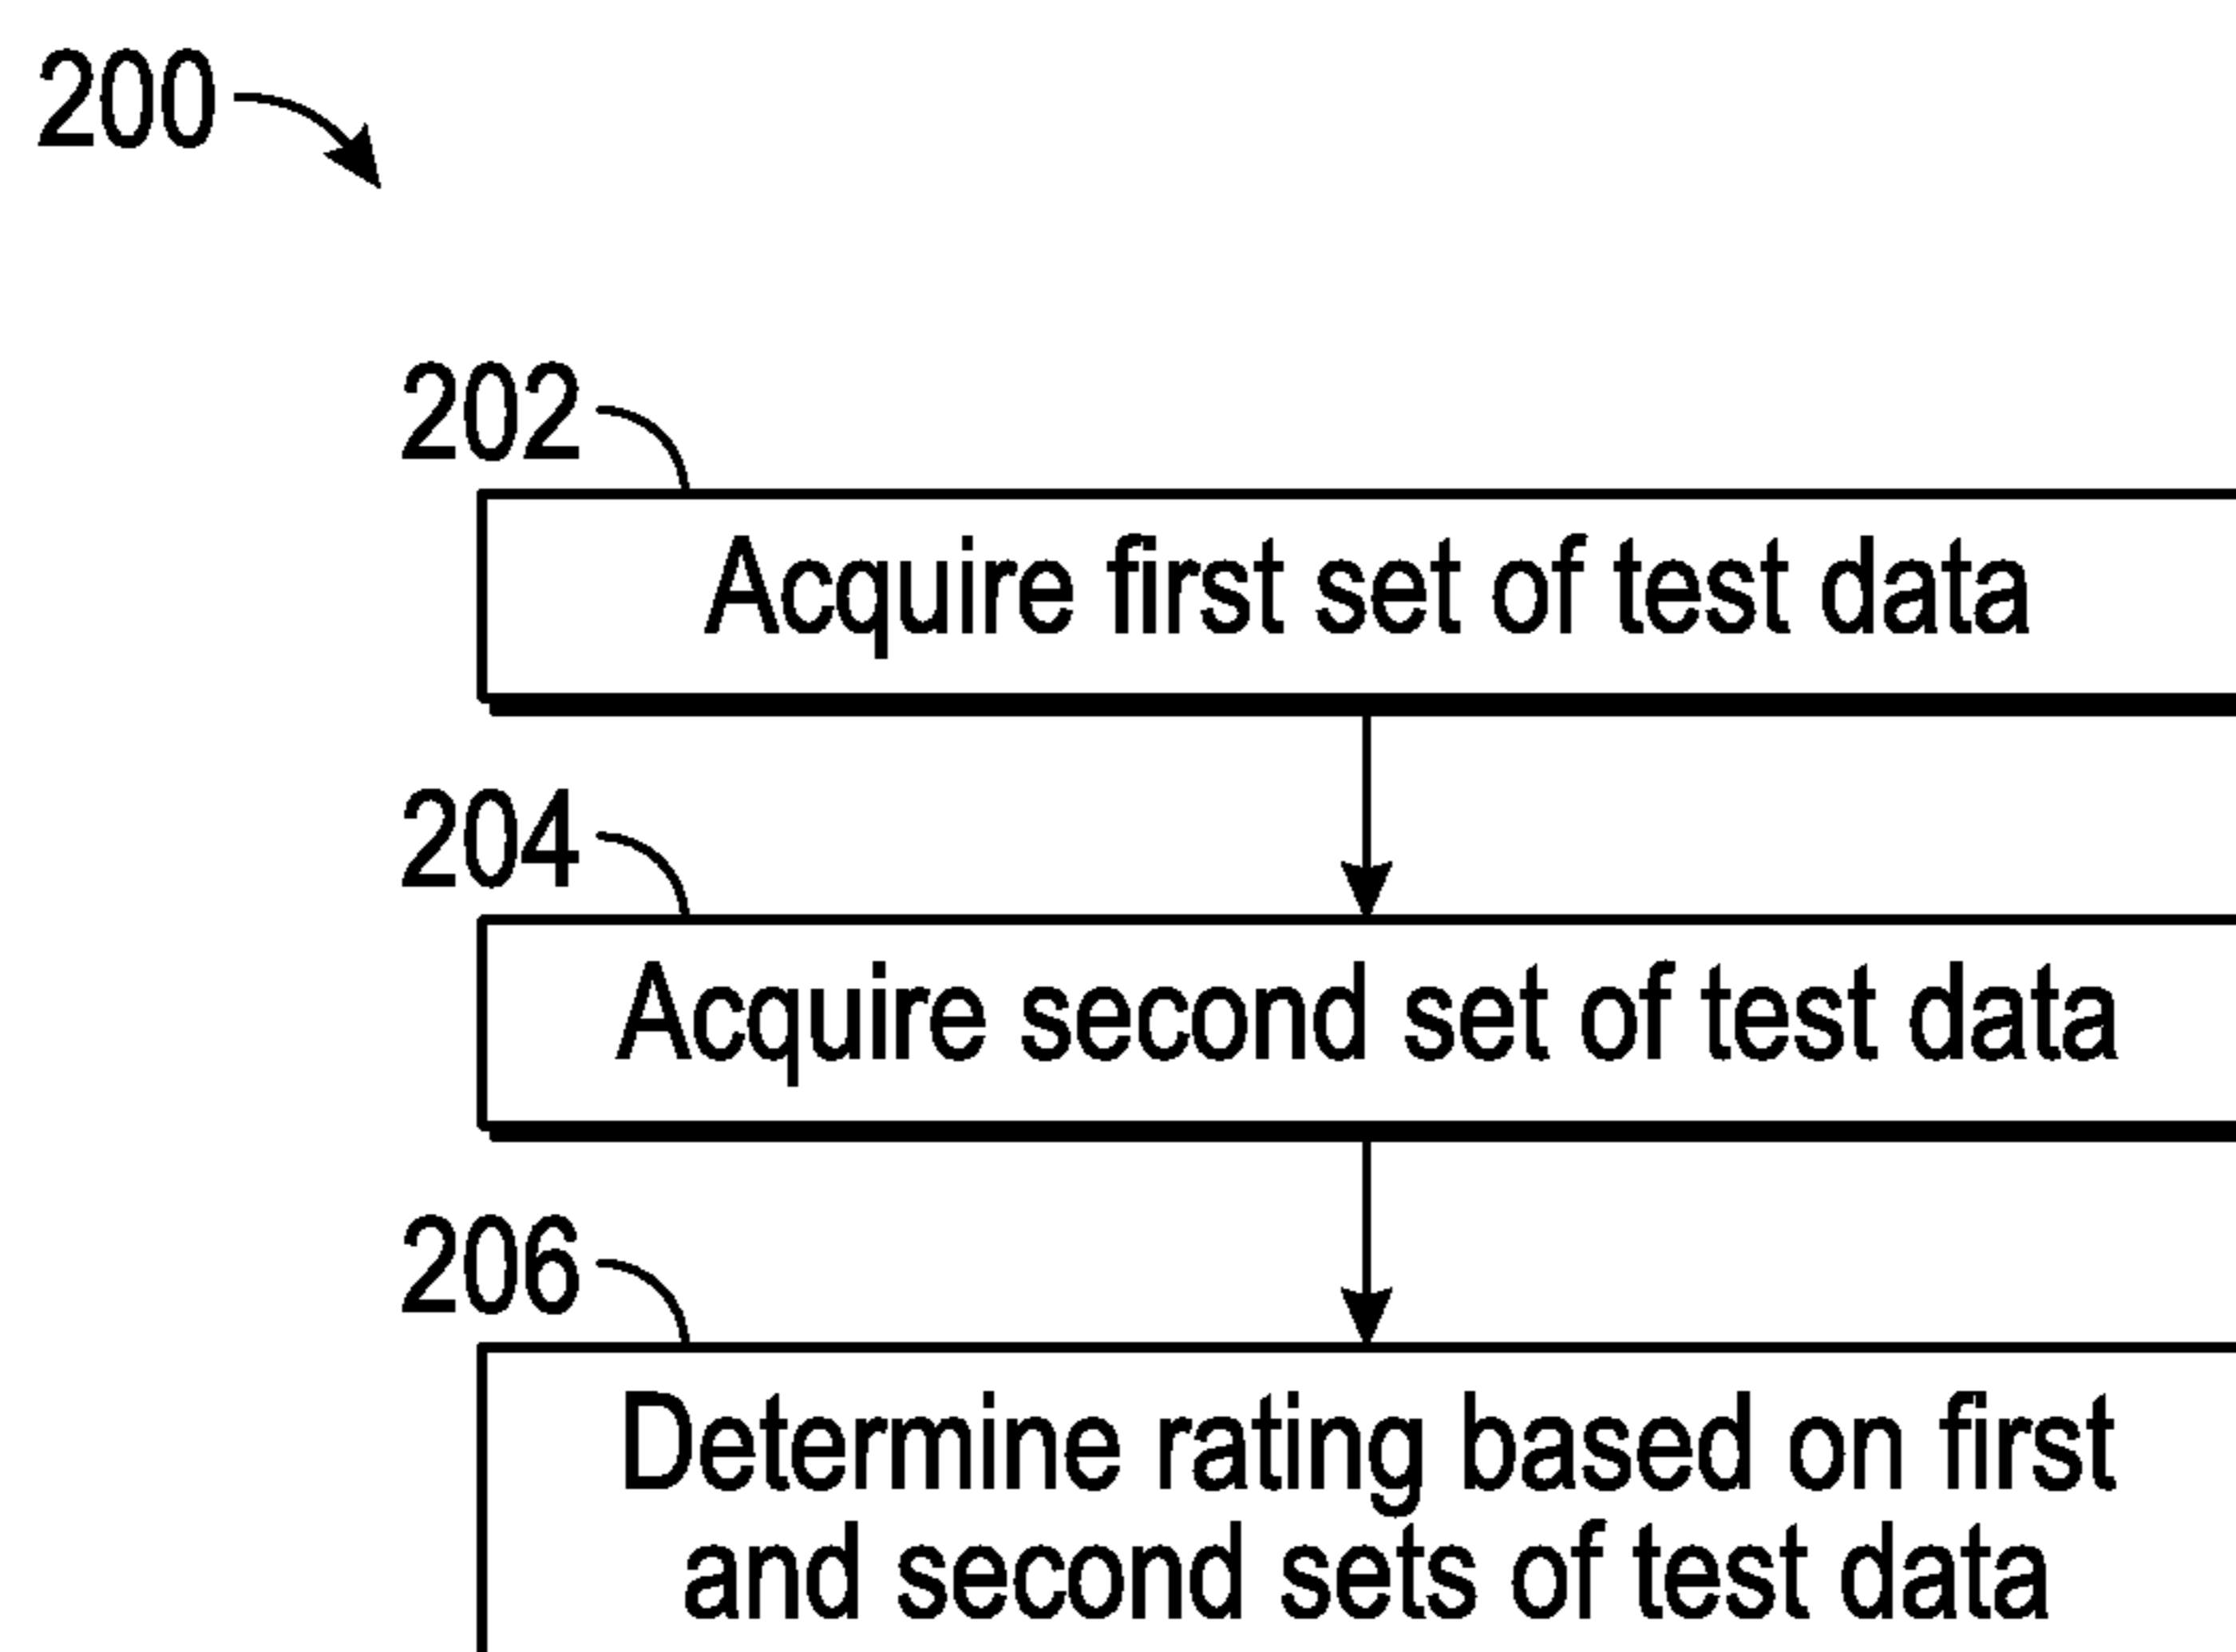 200
202
Acquire first set of test data
204
Acquire second set of test data
206
Determine rating based on first
and second sets of test data